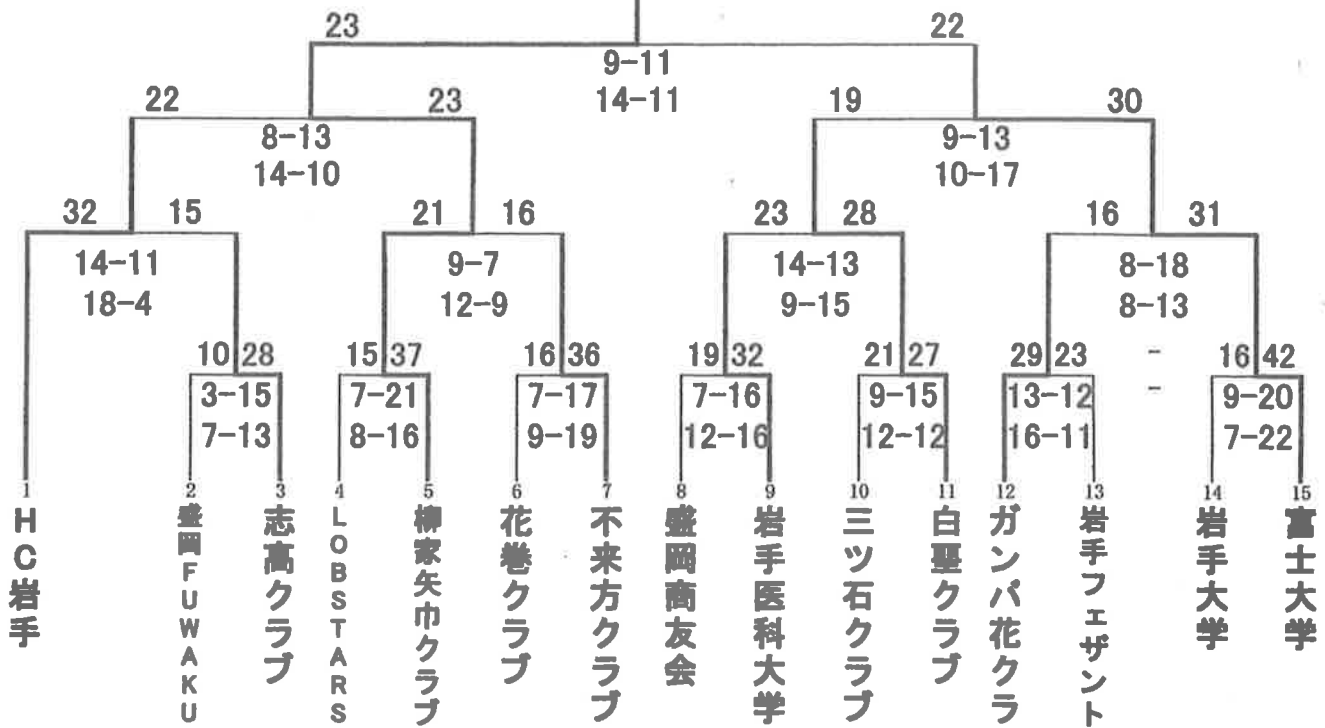 23 22
9-11
14-11
22 23 19 30
8-13 9-13
14-10 10-17
32 15 21 16 23 28 16 31
14-11 9-7 14-13 8-18
18-4 12-9 9-15 8-13
10 28 15 37 16 36 19 32 21 27 29 23 - 16 42
3-15 7-21 7-17 7-16 9-15 13-12 - 9-20
7-13 8-16 9-19 12-16 12-12 16-11 7-22
1 2 3 4 5 6 7 8 9 10 11 12 13 14 15
HC岩手
盛岡FUWAKU
志高クラブ
LOBSTARS
柳家矢巾クラブ
花巻クラブ
不来方クラブ
盛岡商友会
岩手医科大学
三ツ石クラブ
白堊クラブ
ガンバ花クラ
岩手フェザント
岩手大学
富士大学